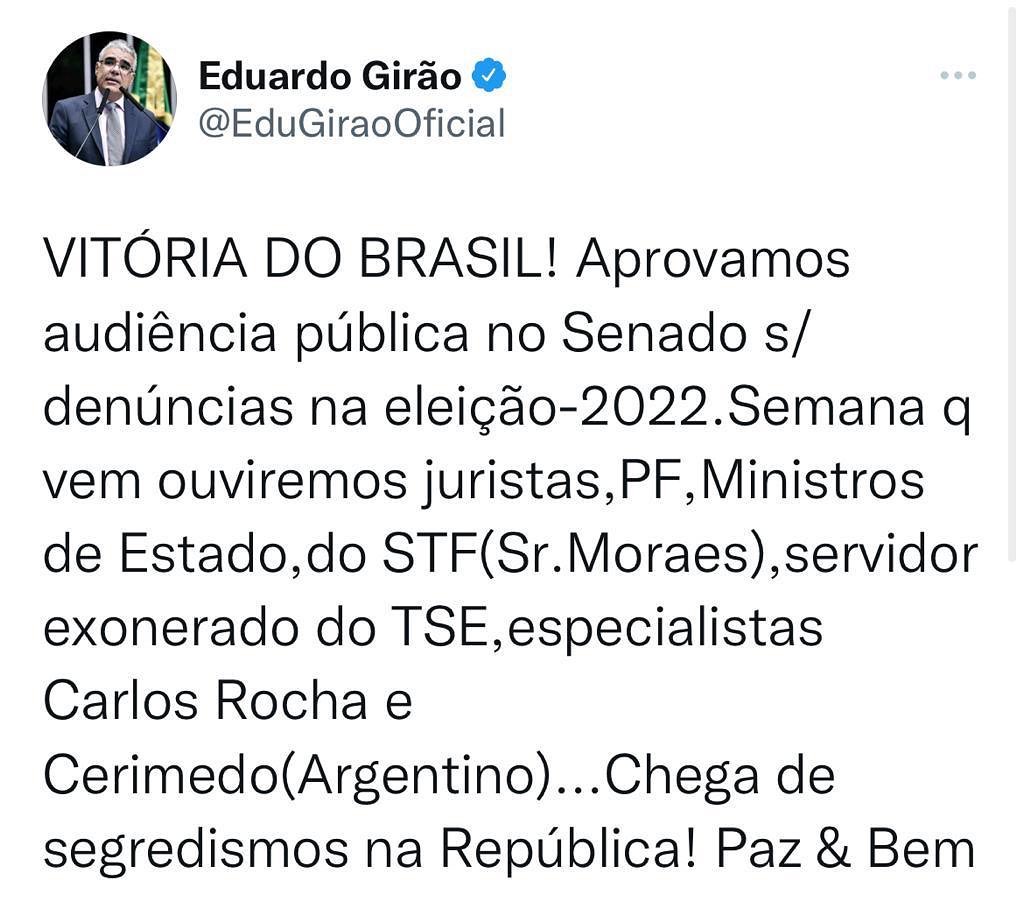 Eduardo Girão
@EduGiraoOficial
VITÓRIA DO BRASIL! Aprovamos
audiência pública no Senado s/
denúncias na eleição-2022.Semana q
vem ouviremos juristas,PF,Ministros
de Estado,do STF(Sr.Moraes),servidor
exonerado do TSE,especialistas
Carlos Rocha e
Cerimedo(Argentino)...Chega de
segredismos na República! Paz & Bem